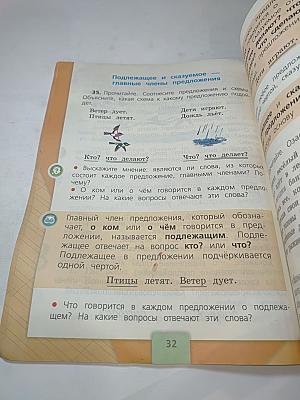 Подлежащее и сказуемое —
главные члены предложения
35. Прочитайте. Соотнесите предложения и схемы.
Объясните, какая схема к какому предложению подхо-
дит.
Ветер дует. Дети играют.
Птицы летят. Дождь льёт.
Кто? что делают? Что? что делает?
• Выскажите мнение: являются ли слова, из которых
состоит каждое предложение, главными членами? По-
чему?
• О ком или о чём говорится в каждом предло-
жении? На какие вопросы отвечают эти слова?
Главный член предложения, который обозна-
чает, о ком или о чём говорится в пред-
ложении, называется подлежащим. Подле-
жащее отвечает на вопрос кто? или что?
Подлежащее в предложении подчёркивается
одной чертой.
Птицы летят. Ветер дует.
• Что говорится в каждом предложении о подлежа-
щем? На какие вопросы отвечают эти слова?
32